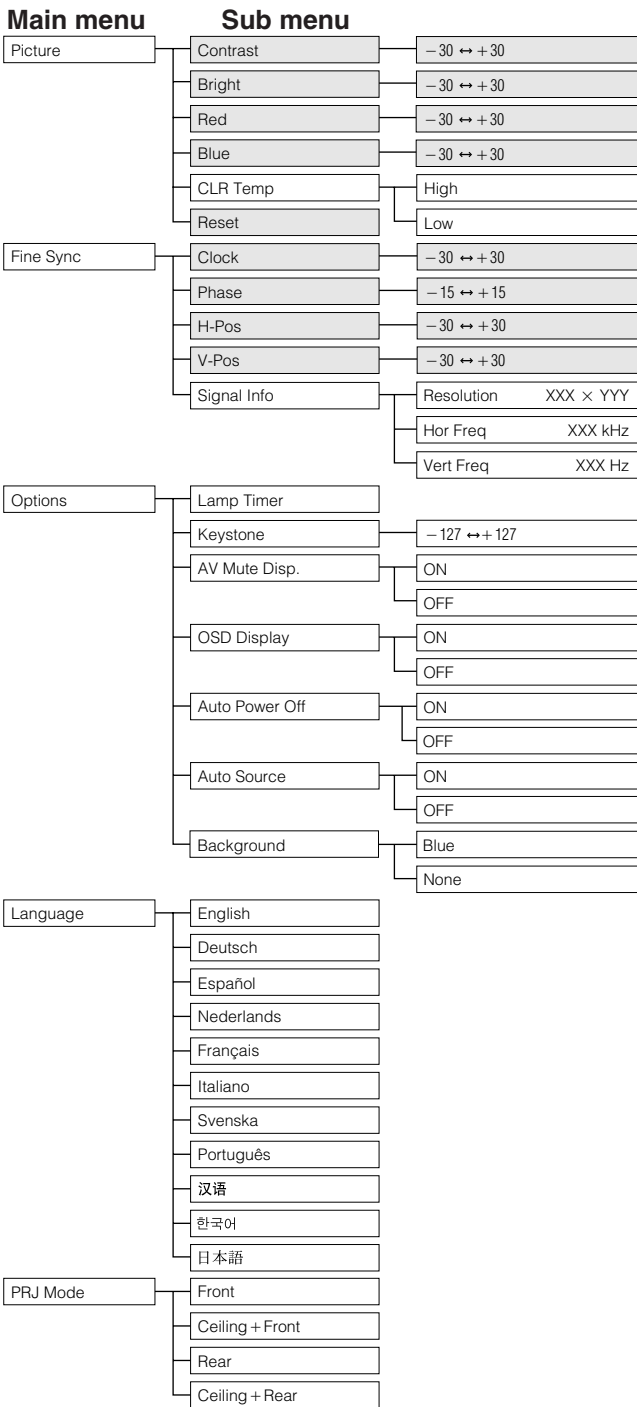 Main menu Sub menu
Picture Contrast −30 ↔ +30
Bright −30 ↔ +30
Red −30 ↔ +30
Blue −30 ↔ +30
CLR Temp High
Reset Low
Fine Sync Clock −30 ↔ +30
Phase −15 ↔ +15
H-Pos −30 ↔ +30
V-Pos −30 ↔ +30
Signal Info Resolution XXX × YYY
Hor Freq XXX kHz
Vert Freq XXX Hz
Options Lamp Timer
Keystone −127 ↔ +127
AV Mute Disp. ON
OFF
OSD Display ON
OFF
Auto Power Off ON
OFF
Auto Source ON
OFF
Background Blue
None
Language English
Deutsch
Español
Nederlands
Français
Italiano
Svenska
Português
汉语
한국어
日本語
PRJ Mode Front
Ceiling + Front
Rear
Ceiling + Rear